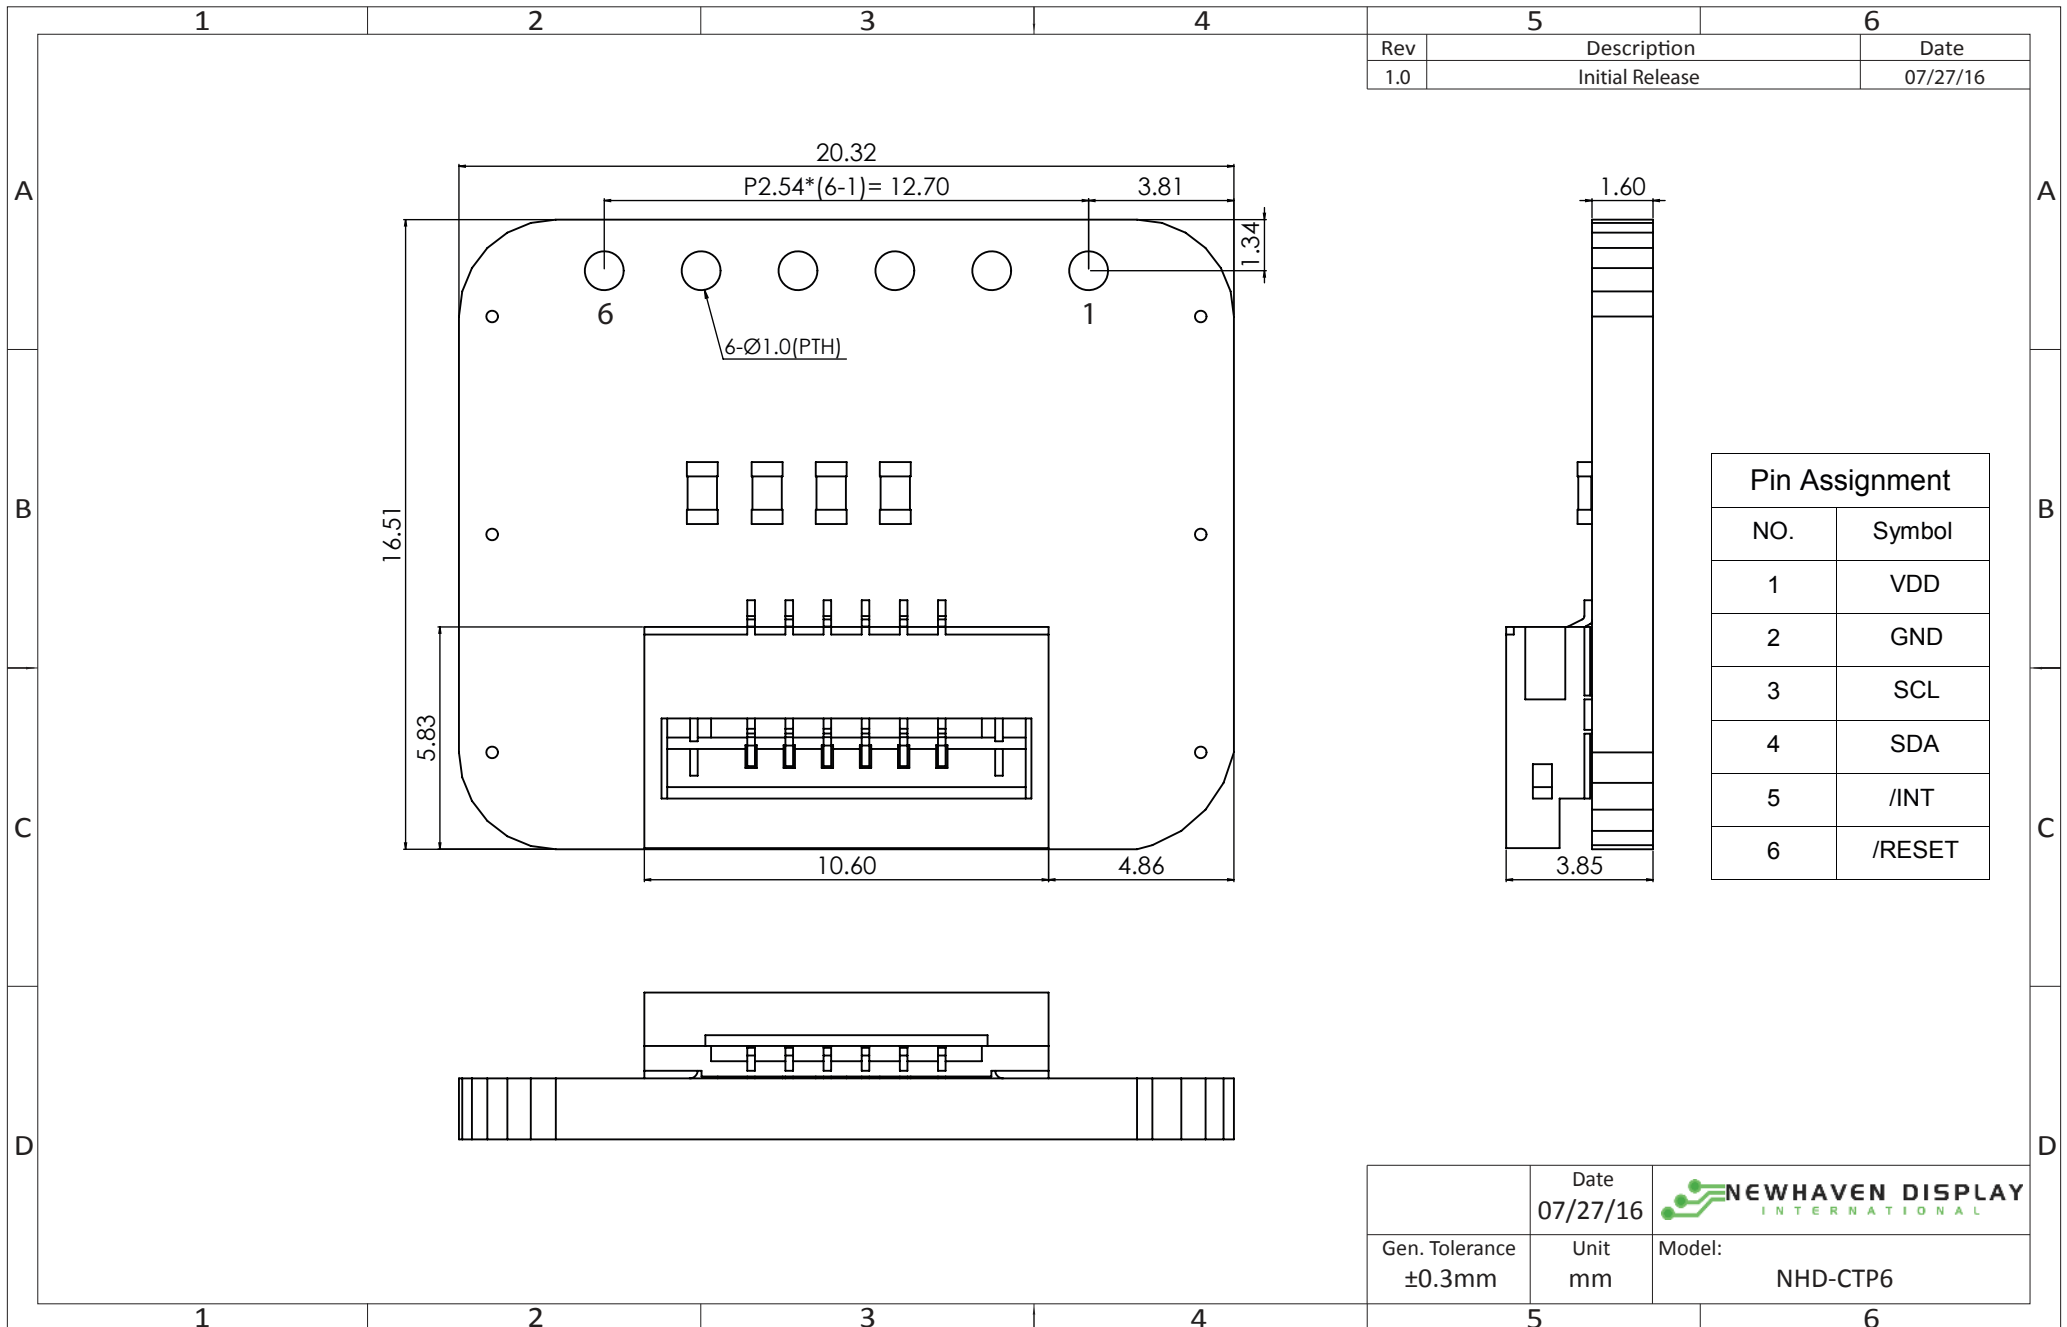 1 2 3 4 5 6
Rev Description Date
1.0 Initial Release 07/27/16
20.32
P2.54*(6-1)= 12.70 3.81 1.60
A A
1.34
6 1
6-Ø1.0(PTH)
16.51
B B
Pin Assignment
NO. Symbol
1 VDD
2 GND
3 SCL
4 SDA
5 /INT
6 /RESET
5.83
C C
10.60 4.86 3.85
D D
Date
07/27/16
NEWHAVEN DISPLAY
INTERNATIONAL
Gen. Tolerance Unit Model:
±0.3mm mm NHD-CTP6
1 2 3 4 5 6